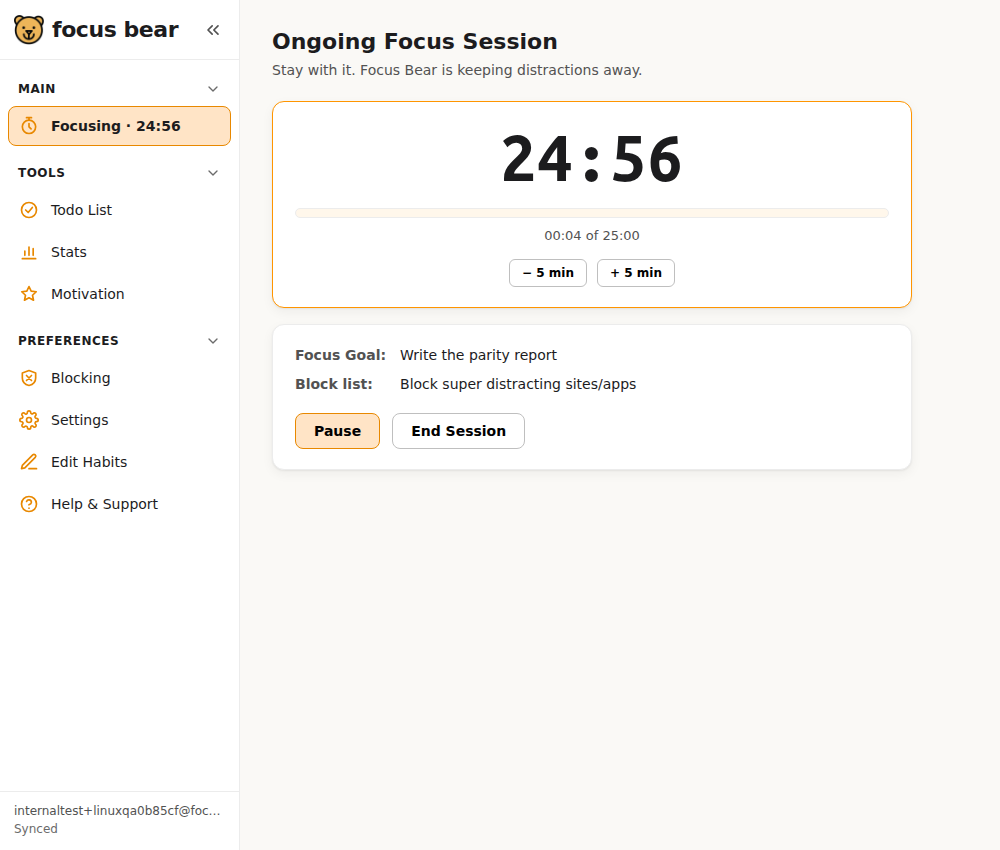 focus bear
MAIN
Focusing · 24:56
TOOLS
Todo List
Stats
Motivation
PREFERENCES
Blocking
Settings
Edit Habits
Help & Support
internaltest+linuxqa0b85cf@foc...
Synced
Ongoing Focus Session
Stay with it. Focus Bear is keeping distractions away.
24:56
00:04 of 25:00
− 5 min + 5 min
Focus Goal: Write the parity report
Block list: Block super distracting sites/apps
Pause End Session